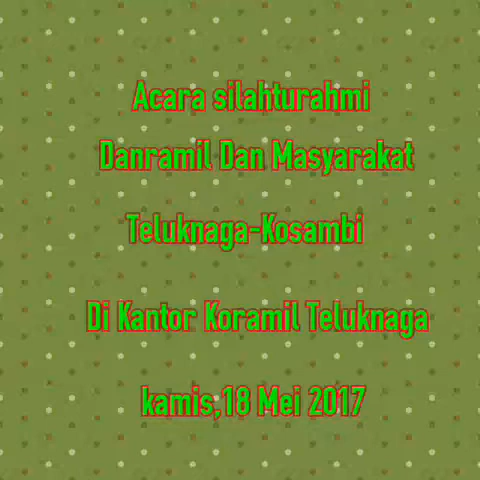 Acara silahturahmi
Danramil Dan Masyarakat
Teluknaga-Kosambi
Di Kantor Koramil Teluknaga
kamis,18 Mei 2017